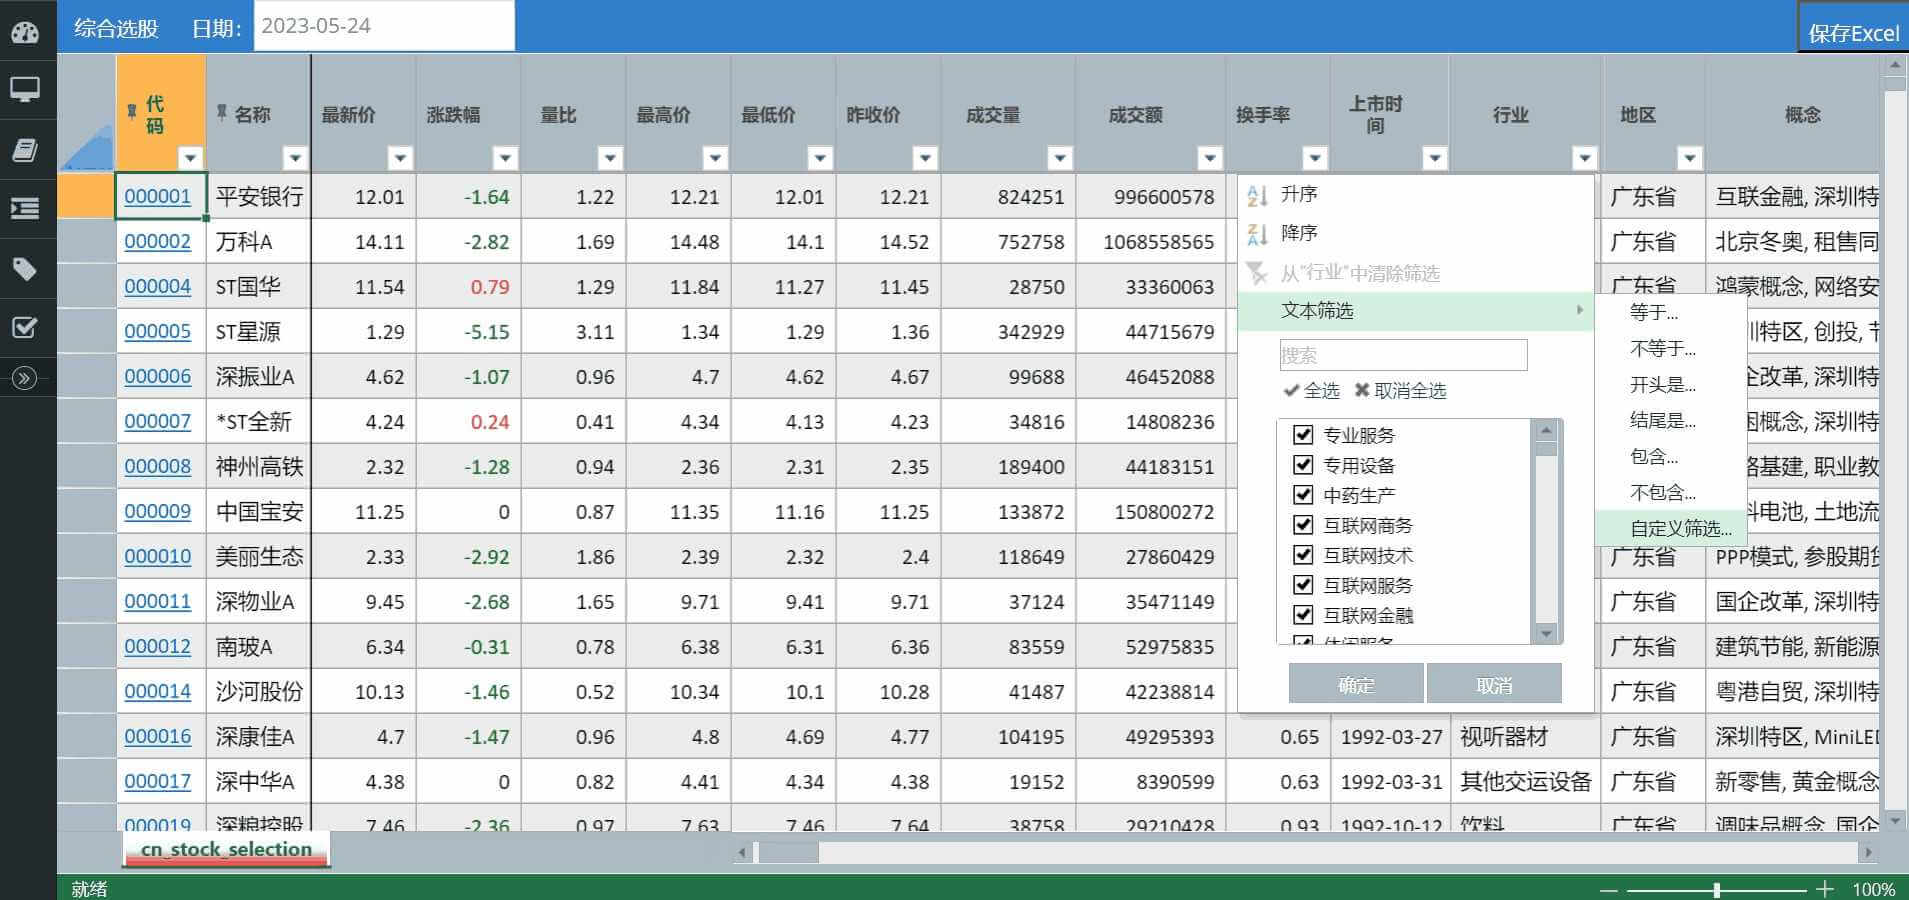 综合选股 日期： 2023-05-24 保存Excel
代码 名称 最新价 涨跌幅 量比 最高价 最低价 昨收价 成交量 成交额 换手率 上市时间 行业 地区 概念
000001 平安银行 12.01 -1.64 1.22 12.21 12.01 12.21 824251 996600578 广东省 互联金融, 深圳特
000002 万科A 14.11 -2.82 1.69 14.48 14.1 14.52 752758 1068558565 广东省 北京冬奥, 租售同
000004 ST国华 11.54 0.79 1.29 11.84 11.27 11.45 28750 33360063 广东省 鸿蒙概念, 网络安
000005 ST星源 1.29 -5.15 3.11 1.34 1.29 1.36 342929 44715679 圳特区, 创投, 节
000006 深振业A 4.62 -1.07 0.96 4.7 4.62 4.67 99688 46452088 企改革, 深圳特
000007 *ST全新 4.24 0.24 0.41 4.34 4.13 4.23 34816 14808236 困概念, 深圳特
000008 神州高铁 2.32 -1.28 0.94 2.36 2.31 2.35 189400 44183151 路基建, 职业教
000009 中国宝安 11.25 0 0.87 11.35 11.16 11.25 133872 150800272 料电池, 土地流
000010 美丽生态 2.33 -2.92 1.86 2.39 2.32 2.4 118649 27860429 广东省 PPP模式, 参股期货
000011 深物业A 9.45 -2.68 1.65 9.71 9.41 9.71 37124 35471149 广东省 国企改革, 深圳特
000012 南玻A 6.34 -0.31 0.78 6.38 6.31 6.36 83559 52975835 广东省 建筑节能, 新能源
000014 沙河股份 10.13 -1.46 0.52 10.34 10.1 10.28 41487 42238814 广东省 粤港自贸, 深圳特
000016 深康佳A 4.7 -1.47 0.96 4.8 4.69 4.77 104195 49295393 0.65 1992-03-27 视听器材 广东省 深圳特区, MiniLED
000017 深中华A 4.38 0 0.82 4.41 4.34 4.38 19152 8390599 0.63 1992-03-31 其他交运设备 广东省 新零售, 黄金概念
000019 深粮控股 7.46 -2.36 0.97 7.63 7.46 7.64 38758 29210428 0.93 1992-10-12 饮料 广东省 调味品概念, 国企
升序
降序
从"行业"中清除筛选
文本筛选
搜索
全选 取消全选
专业服务
专用设备
中药生产
互联网商务
互联网技术
互联网服务
互联网金融
休闲服务
确定 取消
等于...
不等于...
开头是...
结尾是...
包含...
不包含...
自定义筛选...
cn_stock_selection
就绪 100%